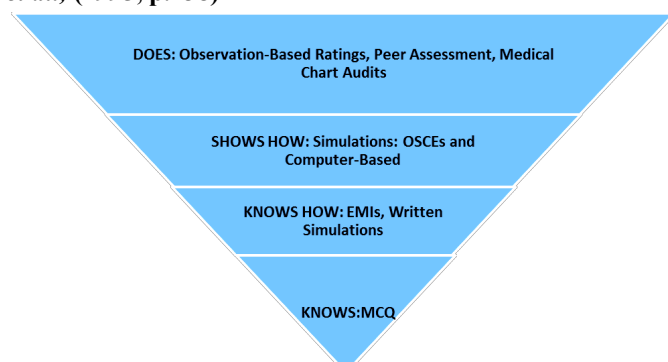 DOES: Observation-Based Ratings, Peer Assessment, Medical
Chart Audits
SHOWS HOW: Simulations: OSCEs and
Computer-Based
KNOWS HOW: EMIs, Written
Simulations
KNOWS:MCQ